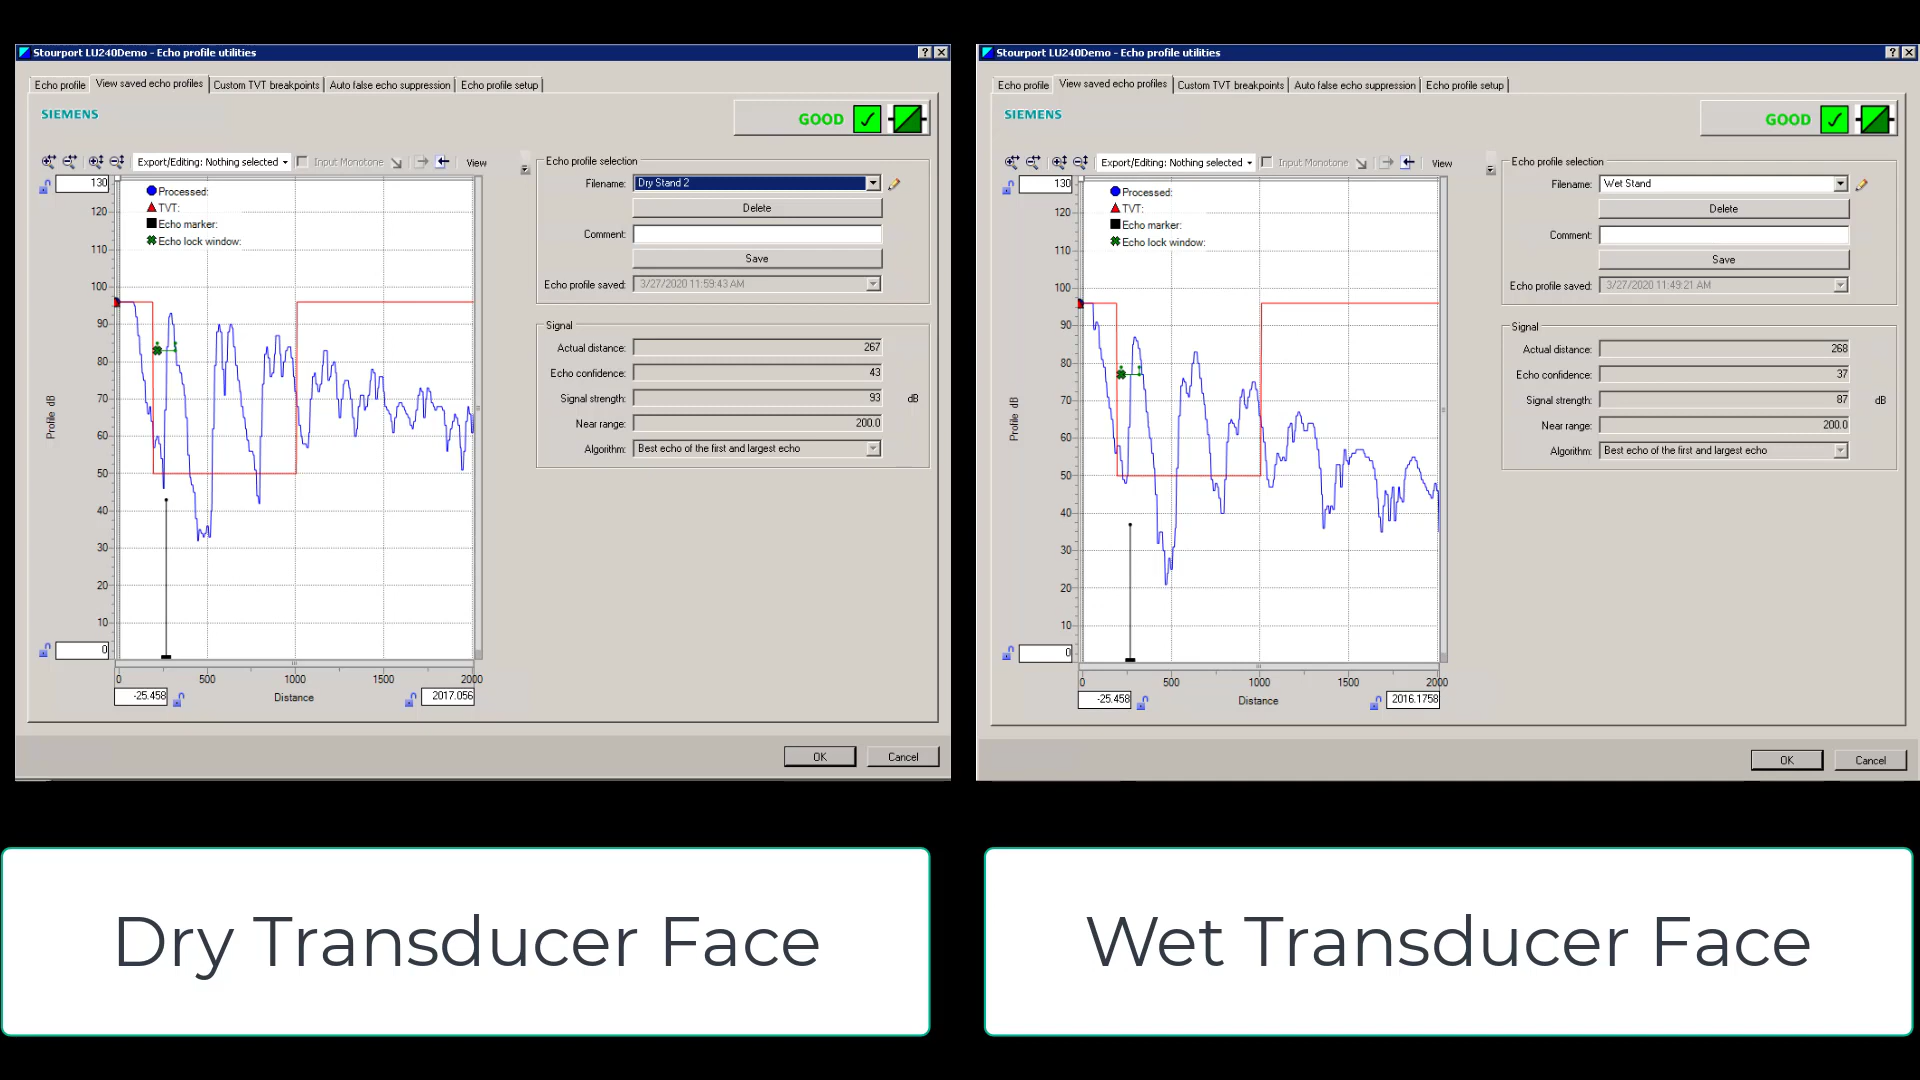 Stourport LU240Demo - Echo profile utilities
Echo profile
View saved echo profiles
Custom TVT breakpoints
Auto false echo suppression
Echo profile setup
SIEMENS
GOOD
Export/Editing: Nothing selected
Input Monotone
View
130
Processed:
TVT:
Echo marker:
Echo lock window:
120
110
100
90
80
70
60
50
40
30
20
10
0
Profile dB
0
500
1000
1500
2000
-25.458
Distance
2017.056
Echo profile selection
Filename:
Dry Stand 2
Delete
Comment:
Save
Echo profile saved:
3/27/2020 11:59:43 AM
Signal
Actual distance:
267
Echo confidence:
43
Signal strength:
93
dB
Near range:
200.0
Algorithm:
Best echo of the first and largest echo
OK
Cancel
Stourport LU240Demo - Echo profile utilities
Echo profile
View saved echo profiles
Custom TVT breakpoints
Auto false echo suppression
Echo profile setup
SIEMENS
GOOD
Export/Editing: Nothing selected
Input Monotone
View
130
Processed:
TVT:
Echo marker:
Echo lock window:
120
110
100
90
80
70
60
50
40
30
20
10
0
Profile dB
0
500
1000
1500
2000
-25.458
Distance
2016.1758
Echo profile selection
Filename:
Wet Stand
Delete
Comment:
Save
Echo profile saved:
3/27/2020 11:49:21 AM
Signal
Actual distance:
268
Echo confidence:
37
Signal strength:
87
dB
Near range:
200.0
Algorithm:
Best echo of the first and largest echo
OK
Cancel
Dry Transducer Face
Wet Transducer Face